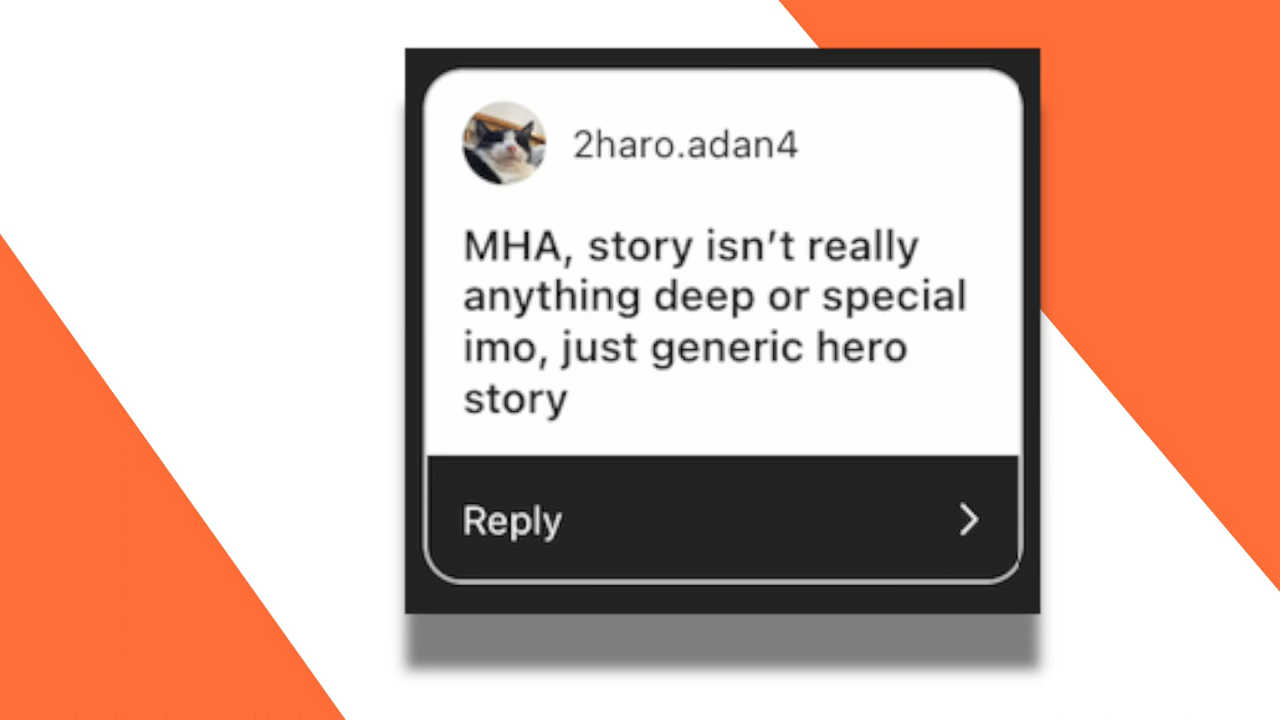 2haro.adan4
MHA, story isn’t really
anything deep or special
imo, just generic hero
story
Reply